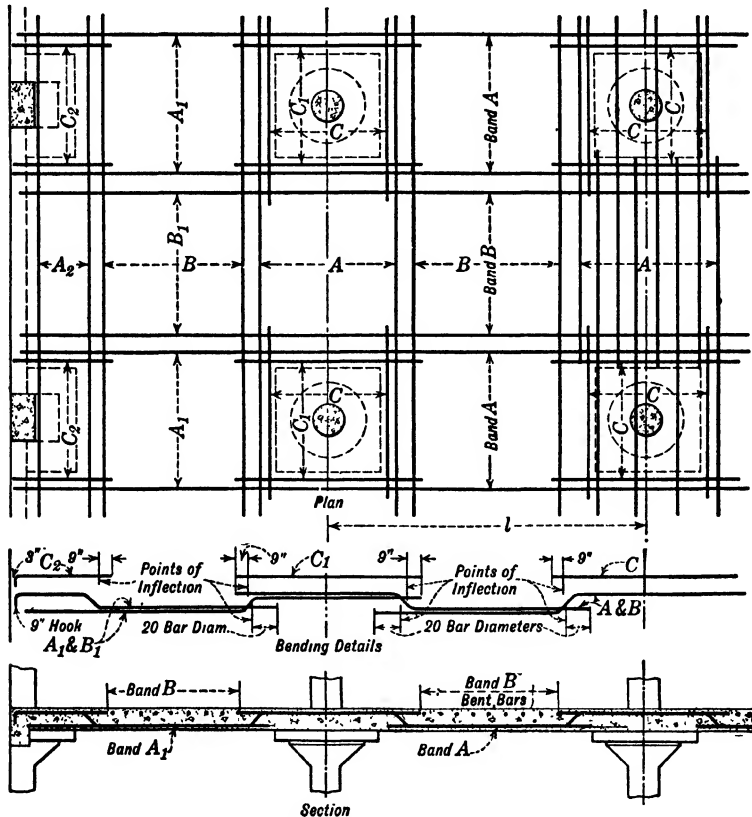 C₂ A₁ C₁ C Band A C C
B₁ Band B
A₂ B A B A
C₂ A₁ C₁ C Band A C C
Plan
l
3" C₂ 9" 9" C₁ 9" 9" C
Points of Inflection
Points of Inflection
9" Hook
A₁ & B₁
20 Bar Diam.
20 Bar Diameters
A & B
Bending Details
Band B
Band B
Bent Bars
Band A₁
Band A
Section